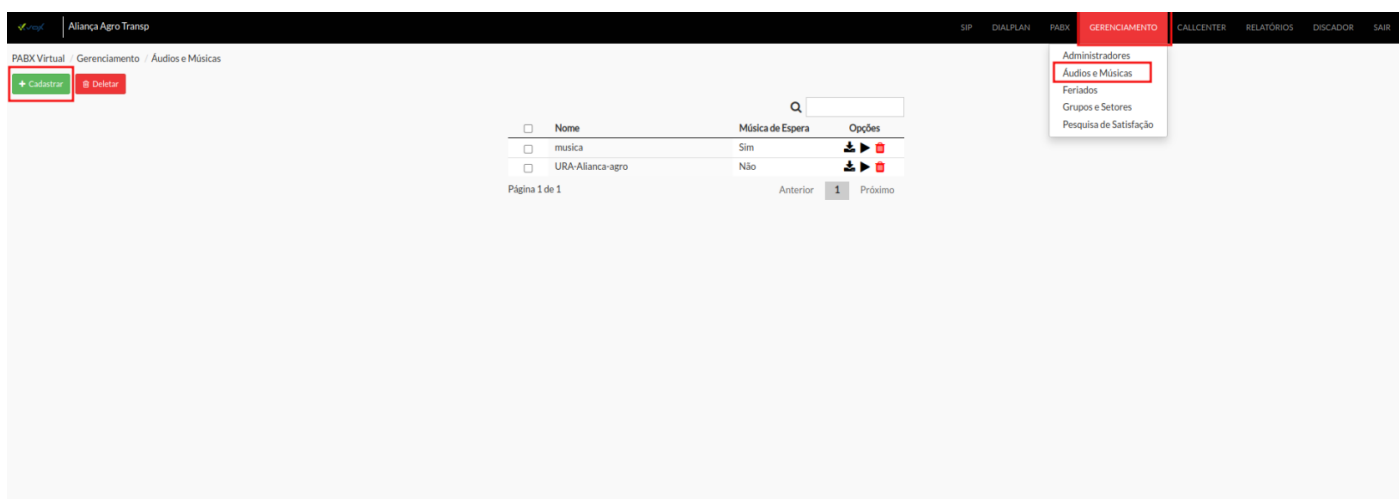 Aliança Agro Transp
SIP DIALPLAN PABX GERENCIAMENTO CALLCENTER RELATÓRIOS DISCADOR SAIR
PABX Virtual / Gerenciamento / Áudios e Músicas
+ Cadastrar Deletar
Administradores
Áudios e Músicas
Feriados
Grupos e Setores
Pesquisa de Satisfação
Nome Música de Espera Opções
musica Sim
URA-Alianca-agro Não
Página 1 de 1 Anterior 1 Próximo